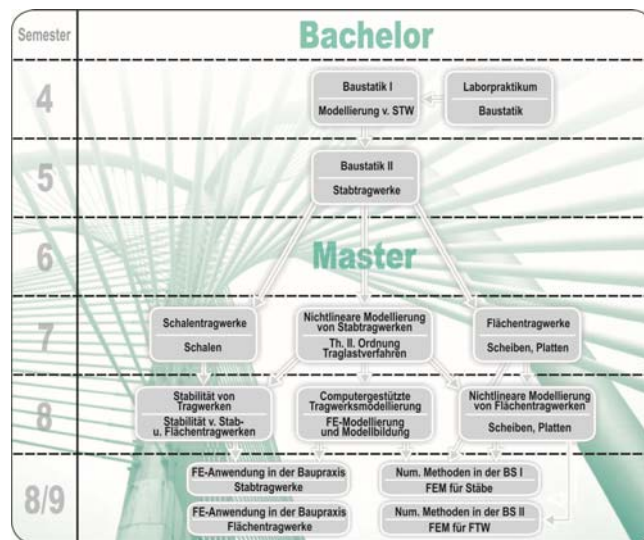 Semester
Bachelor
4
Baustatik I
Modellierung v. STW
Laborpraktikum
Baustatik
5
Baustatik II
Stabtragwerke
6
Master
7
Schalentragwerke
Schalen
Nichtlineare Modellierung
von Stabtragwerken
Th. II. Ordnung
Traglastverfahren
Flächentragwerke
Scheiben, Platten
8
Stabilität von
Tragwerken
Stabilität v. Stab-
u. Flächentragwerken
Computergestützte
Tragwerksmodellierung
FE-Modellierung
und Modellbildung
Nichtlineare Modellierung
von Flächentragwerken
Scheiben, Platten
8/9
FE-Anwendung in der Baupraxis
Stabtragwerke
Num. Methoden in der BS I
FEM für Stäbe
FE-Anwendung in der Baupraxis
Flächentragwerke
Num. Methoden in der BS II
FEM für FTW